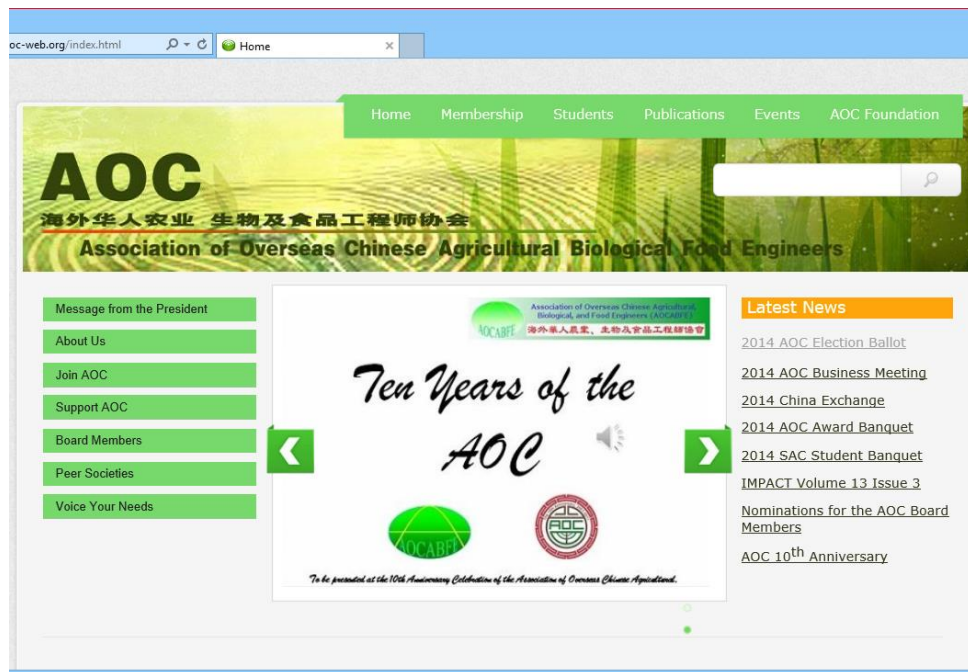 oc-web.org/index.html
Home
Home Membership Students Publications Events AOC Foundation
AOC
海外华人农业 生物及食品工程师协会
Association of Overseas Chinese Agricultural Biological Food Engineers
Message from the President
About Us
Join AOC
Support AOC
Board Members
Peer Societies
Voice Your Needs
AOCABFE
Association of Overseas Chinese Agricultural,
Biological, and Food Engineers (AOCABFE)
海外華人農業、生物及食品工程師協會
Ten Years of the
AOC
AOCABFE
AOC
To be presented at the 10th Anniversary Celebration of the Association of Overseas Chinese Agricultural.
Latest News
2014 AOC Election Ballot
2014 AOC Business Meeting
2014 China Exchange
2014 AOC Award Banquet
2014 SAC Student Banquet
IMPACT Volume 13 Issue 3
Nominations for the AOC Board
Members
AOC 10th Anniversary